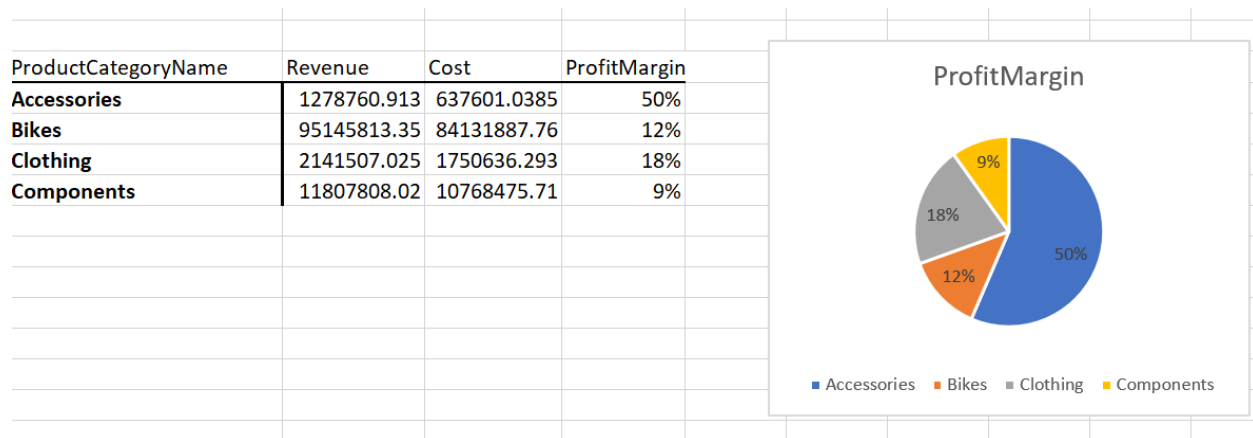 ProductCategoryName Revenue Cost ProfitMargin
Accessories 1278760.913 637601.0385 50%
Bikes 95145813.35 84131887.76 12%
Clothing 2141507.025 1750636.293 18%
Components 11807808.02 10768475.71 9%
ProfitMargin
9%
18%
50%
12%
Accessories Bikes Clothing Components